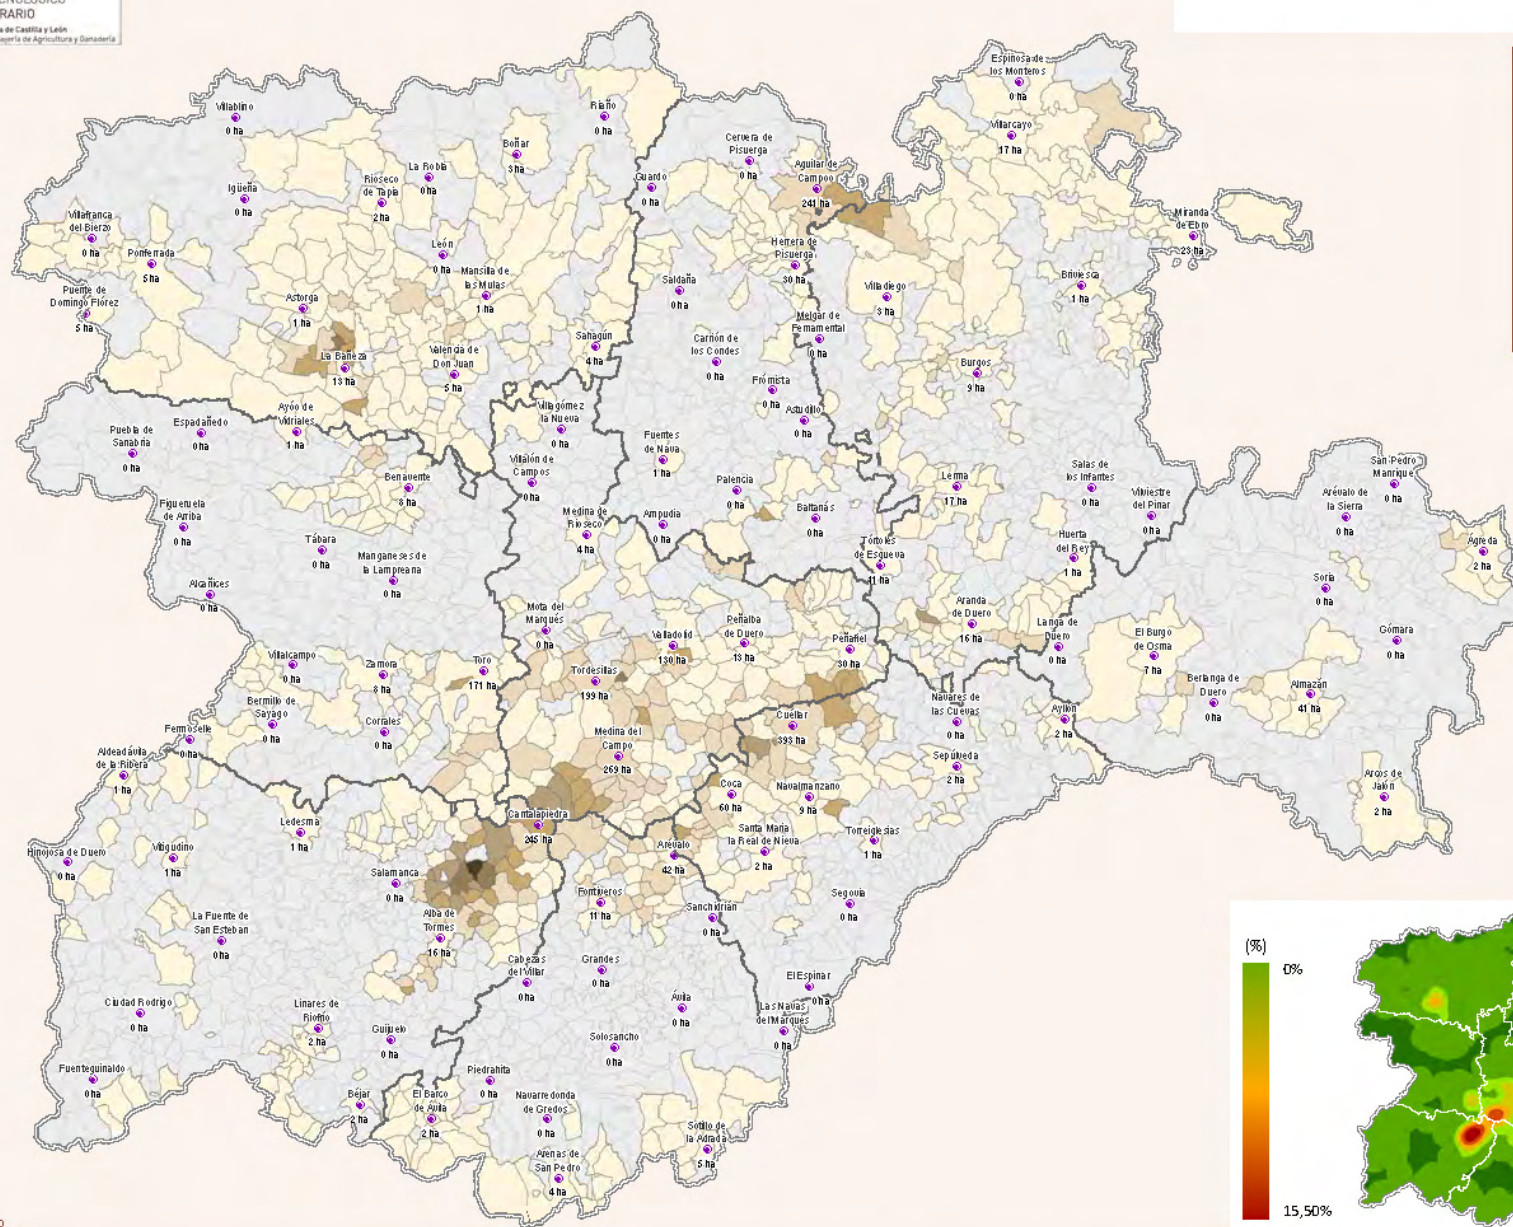 RARIO
a de Castilla y León
ejería de Agricultura y Ganadería
Espinosa de
los Monteros
0 ha
Villablino
0 ha
Riaño
0 ha
Villarcayo
17 ha
Boñar
3 ha
Cervera de
Pisuerga
0 ha
La Robla
0 ha
Aguilar de
Campoo
241 ha
Rioseco
de Tapia
2 ha
Guardo
0 ha
Igüeña
0 ha
Villafranca
del Bierzo
0 ha
Miranda
de Ebro
23 ha
Ponferrada
5 ha
León
0 ha
Herrera de
Pisuerga
30 ha
Mansilla de
las Mulas
1 ha
Saldaña
0 ha
Villadiego
3 ha
Briviesca
1 ha
Puente de
Domingo Flórez
5 ha
Astorga
1 ha
Melgar de
Fernamental
0 ha
Sahagún
4 ha
Carrión de
los Condes
0 ha
La Bañeza
13 ha
Valencia de
Don Juan
5 ha
Burgos
9 ha
Frómista
0 ha
Astudillo
0 ha
Villagómez
la Nueva
0 ha
Ayóo de
Vidriales
1 ha
Espadañedo
0 ha
Puebla de
Sanabria
0 ha
Fuentes
de Nava
1 ha
Villalón de
Campos
0 ha
Benavente
8 ha
Palencia
0 ha
Lerma
17 ha
Salas de
los Infantes
0 ha
San Pedro
Manrique
0 ha
Vilviestre
del Pinar
0 ha
Arévalo de
la Sierra
0 ha
Figueruela
de Arriba
0 ha
Medina de
Rioseco
4 ha
Ampudia
0 ha
Baltanás
0 ha
Tábara
0 ha
Manganeses de
la Lampreana
0 ha
Tórtoles
de Esgueva
11 ha
Huerta
del Rey
1 ha
Ágreda
2 ha
Alcañices
0 ha
Soria
0 ha
Mota del
Marqués
0 ha
Valladolid
130 ha
Peñalba
de Duero
13 ha
Peñafiel
30 ha
Aranda
de Duero
16 ha
Langa de
Duero
0 ha
El Burgo
de Osma
7 ha
Gómara
0 ha
Villalcampo
0 ha
Zamora
8 ha
Toro
171 ha
Tordesillas
199 ha
Berlanga de
Duero
0 ha
Almazán
41 ha
Bermillo de
Sayago
0 ha
Corrales
0 ha
Navares de
las Cuevas
0 ha
Ayllón
2 ha
Fermoselle
0 ha
Medina del
Campo
269 ha
Cuellar
393 ha
Aldeadávila
de la Ribera
1 ha
Sepúlveda
2 ha
Coca
60 ha
Navalmanzano
9 ha
Arcos de
Jalón
2 ha
Ledesma
1 ha
Cantalapiedra
245 ha
Santa María
la Real de Nieva
2 ha
Torreiglesias
1 ha
Hinojosa de Duero
0 ha
Vitigudino
1 ha
Arévalo
42 ha
Salamanca
0 ha
Fontiveros
11 ha
Segovia
0 ha
La Fuente de
San Esteban
0 ha
Alba de
Tormes
16 ha
Sanchidrián
0 ha
Cabezas
del Villar
0 ha
Grandes
0 ha
El Espinar
0 ha
Ciudad Rodrigo
0 ha
Linares de
Riofrío
2 ha
Guijuelo
0 ha
Ávila
0 ha
Las Navas
del Marqués
0 ha
Solosancho
0 ha
Fuenteguinaldo
0 ha
Béjar
2 ha
El Barco
de Ávila
2 ha
Piedrahita
0 ha
Navarredonda
de Gredos
0 ha
Sotillo de
la Adrada
5 ha
Arenas de
San Pedro
4 ha
(%)
0%
15,50%